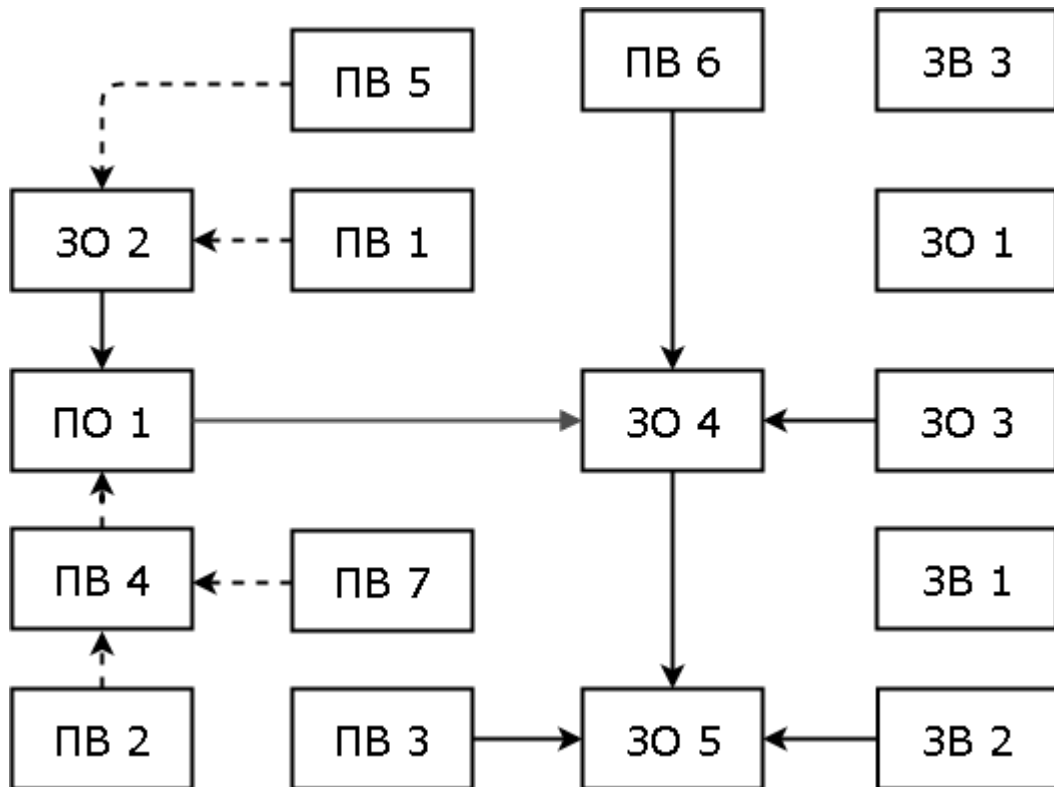 ПВ 5
ПВ 6
ЗВ 3
ЗО 2
ПВ 1
ЗО 1
ПО 1
ЗО 4
ЗО 3
ПВ 4
ПВ 7
ЗВ 1
ПВ 2
ПВ 3
ЗО 5
ЗВ 2